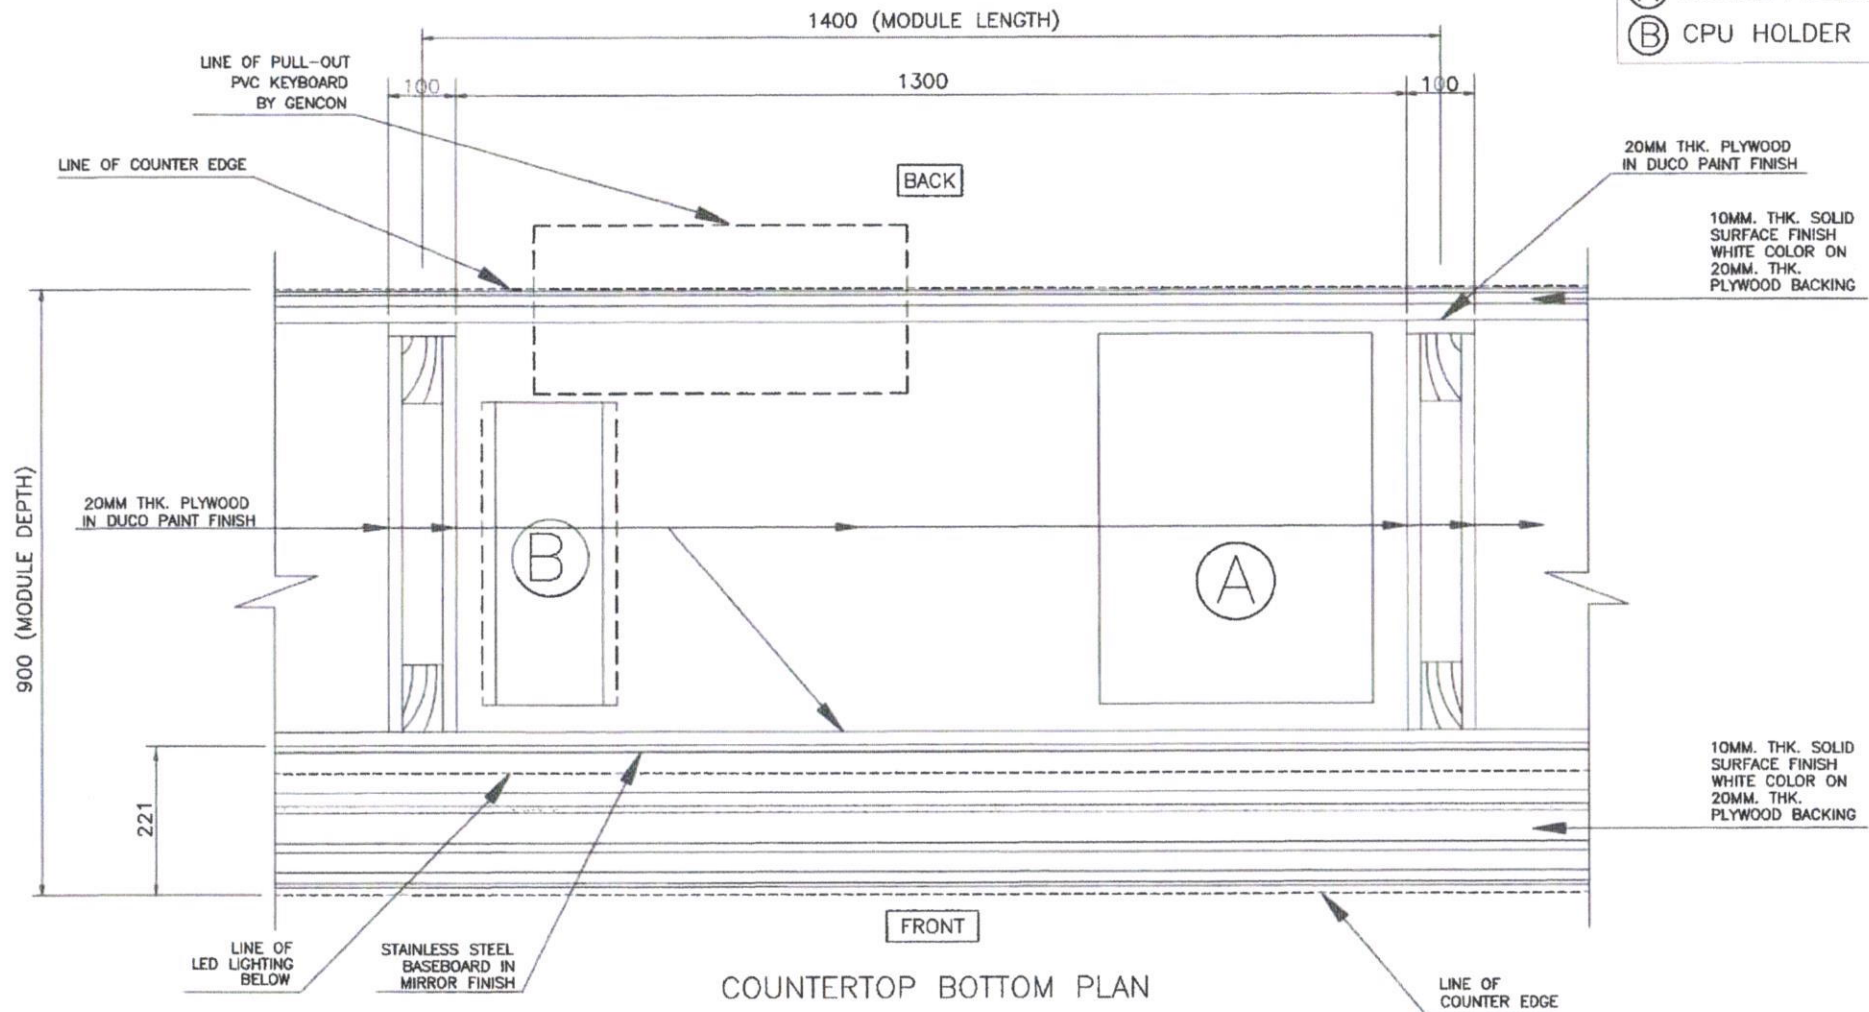 1400 (MODULE LENGTH)
A
B CPU HOLDER
LINE OF PULL-OUT
PVC KEYBOARD
BY GENCON
100
1300
100
LINE OF COUNTER EDGE
BACK
20MM THK. PLYWOOD
IN DUCO PAINT FINISH
10MM. THK. SOLID
SURFACE FINISH
WHITE COLOR ON
20MM. THK.
PLYWOOD BACKING
900 (MODULE DEPTH)
20MM THK. PLYWOOD
IN DUCO PAINT FINISH
B
A
221
10MM. THK. SOLID
SURFACE FINISH
WHITE COLOR ON
20MM. THK.
PLYWOOD BACKING
FRONT
LINE OF
LED LIGHTING
BELOW
STAINLESS STEEL
BASEBOARD IN
MIRROR FINISH
COUNTERTOP BOTTOM PLAN
LINE OF
COUNTER EDGE